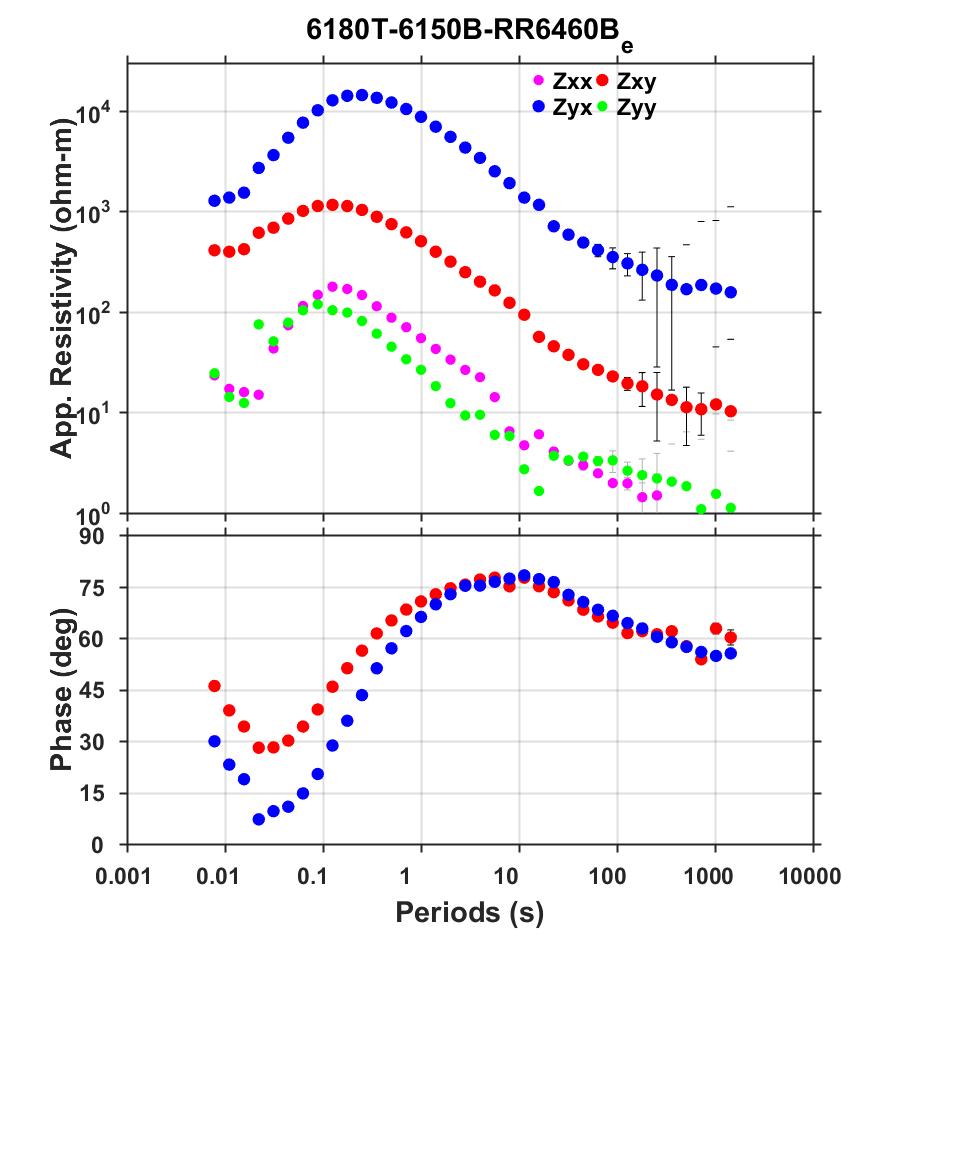 6180T-6150B-RR6460Be
Zxx Zxy
Zyx Zyy
App. Resistivity (ohm-m)
10^4
10^3
10^2
10^1
10^0
Phase (deg)
90
75
60
45
30
15
0
0.001 0.01 0.1 1 10 100 1000 10000
Periods (s)